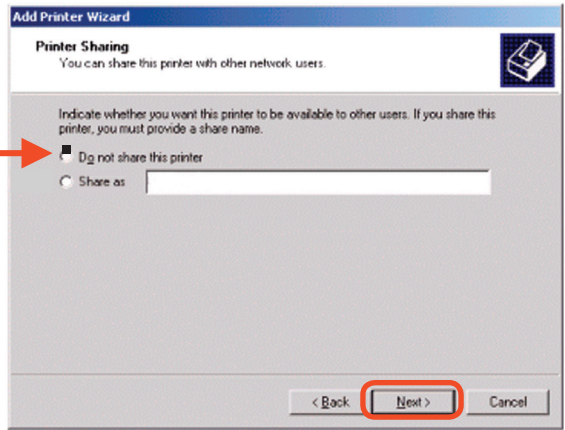 Add Printer Wizard
Printer Sharing
You can share this printer with other network users.
Indicate whether you want this printer to be available to other users. If you share this
printer, you must provide a share name.
Do not share this printer
Share as
< Back
Next >
Cancel